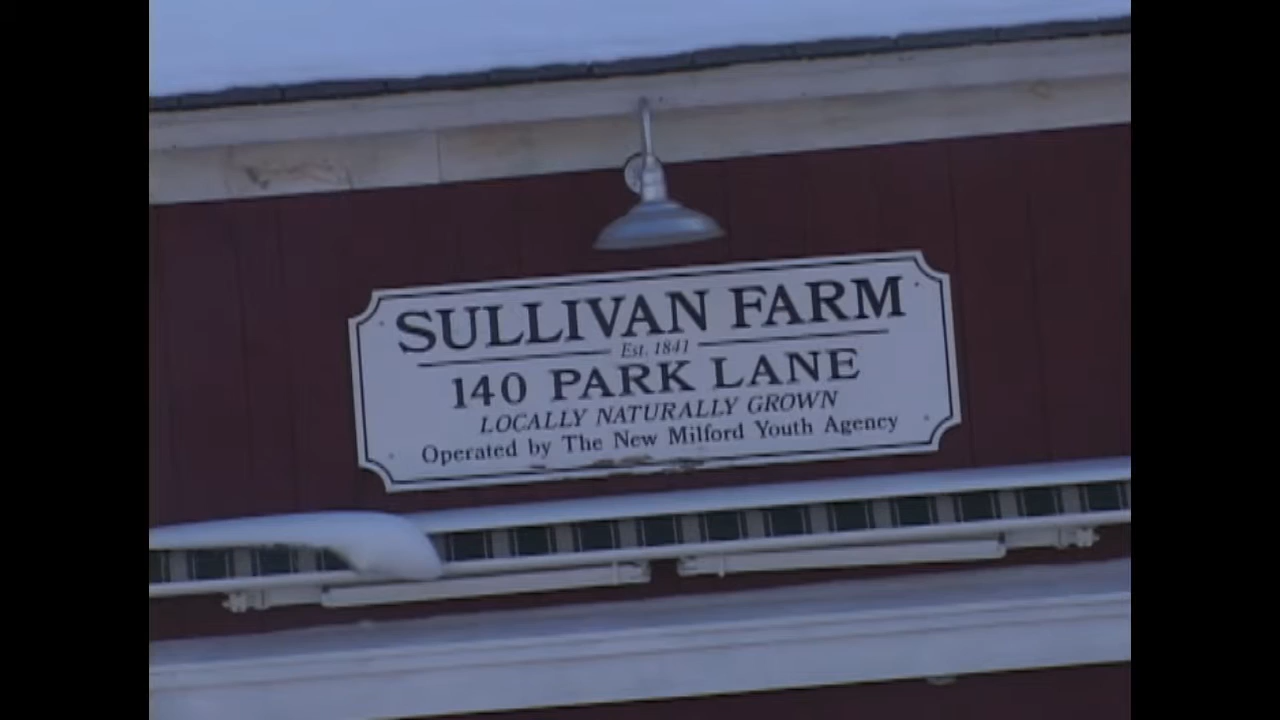 SULLIVAN FARM
Est. 1841
140 PARK LANE
LOCALLY NATURALLY GROWN
Operated by The New Milford Youth Agency